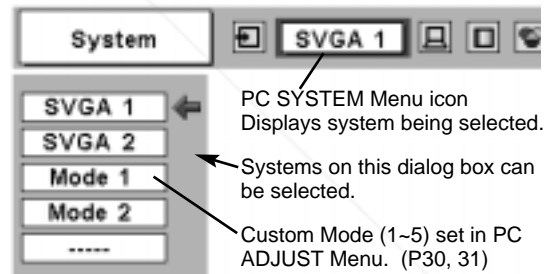 System
SVGA 1
SVGA 1
SVGA 2
Mode 1
Mode 2
-----
PC SYSTEM Menu icon
Displays system being selected.
Systems on this dialog box can
be selected.
Custom Mode (1~5) set in PC
ADJUST Menu. (P30, 31)